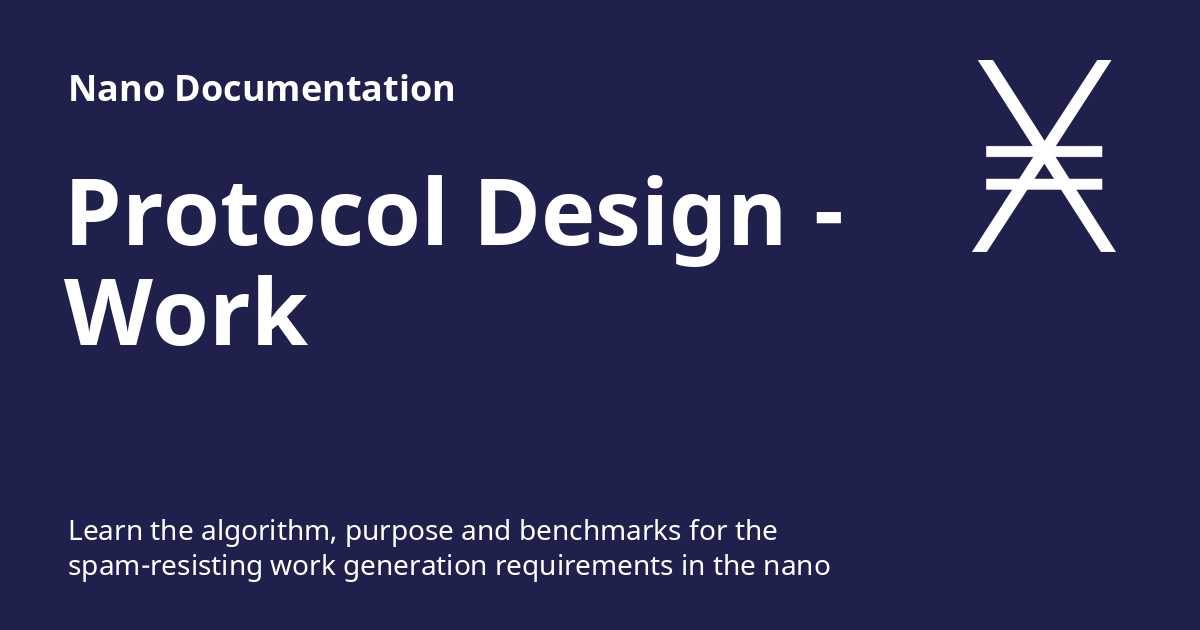 Nano Documentation
Protocol Design -
Work
Learn the algorithm, purpose and benchmarks for the
spam-resisting work generation requirements in the nano